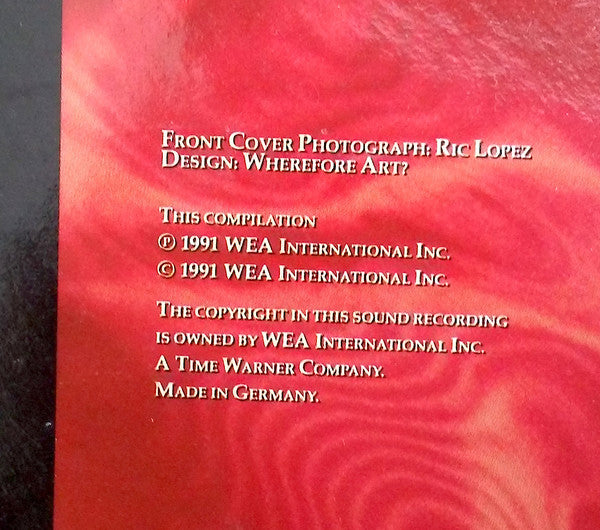 Front Cover Photograph: Ric Lopez
Design: Wherefore Art?
This compilation
℗ 1991 WEA International Inc.
© 1991 WEA International Inc.
The copyright in this sound recording
is owned by WEA International Inc.
A Time Warner Company.
Made in Germany.